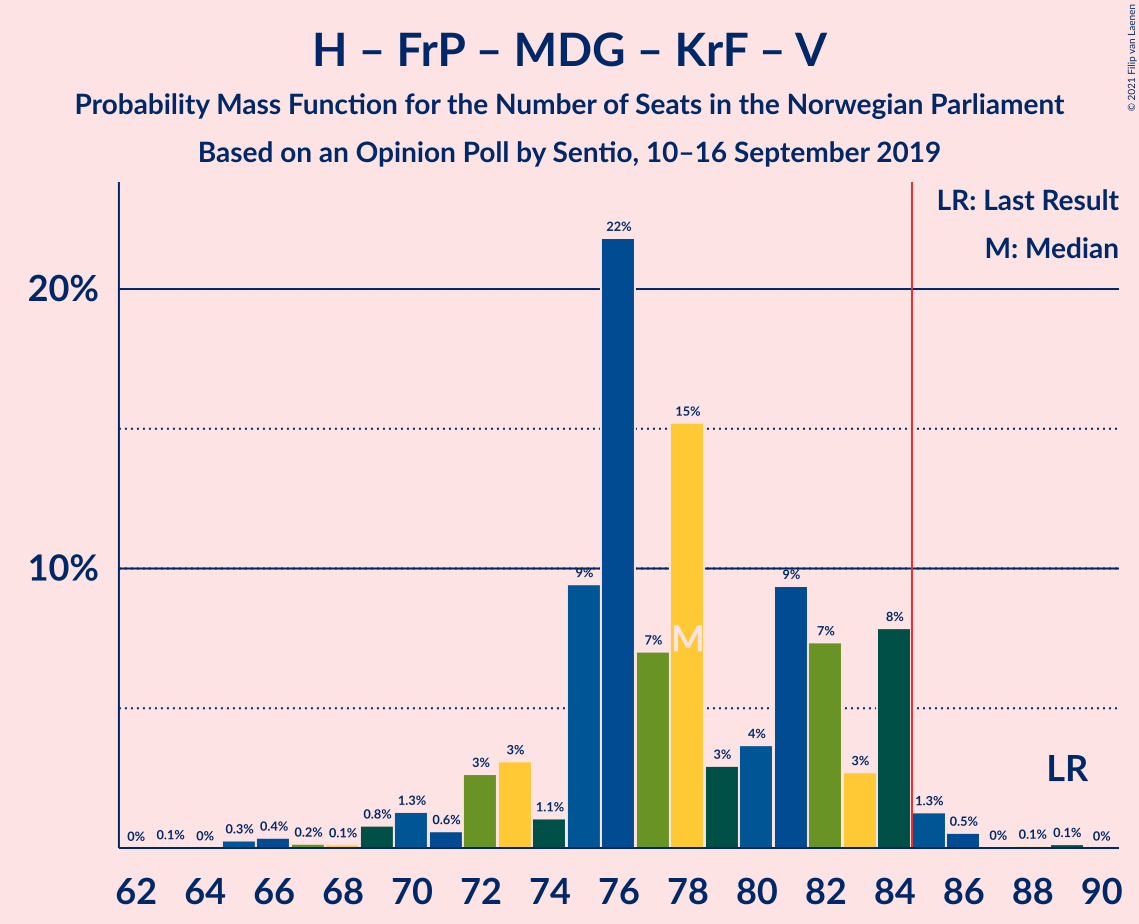 H – FrP – MDG – KrF – V
Probability Mass Function for the Number of Seats in the Norwegian Parliament
Based on an Opinion Poll by Sentio, 10–16 September 2019
© 2021 Filip van Laenen
LR: Last Result
M: Median
20%
10%
0% 0.1% 0% 0.3% 0.4% 0.2% 0.1% 0.8% 1.3% 0.6% 3% 3% 1.1% 9% 22% 7% 15% 3% 4% 9% 7% 3% 8% 1.3% 0.5% 0% 0.1% 0.1% 0%
M
LR
62 64 66 68 70 72 74 76 78 80 82 84 86 88 90